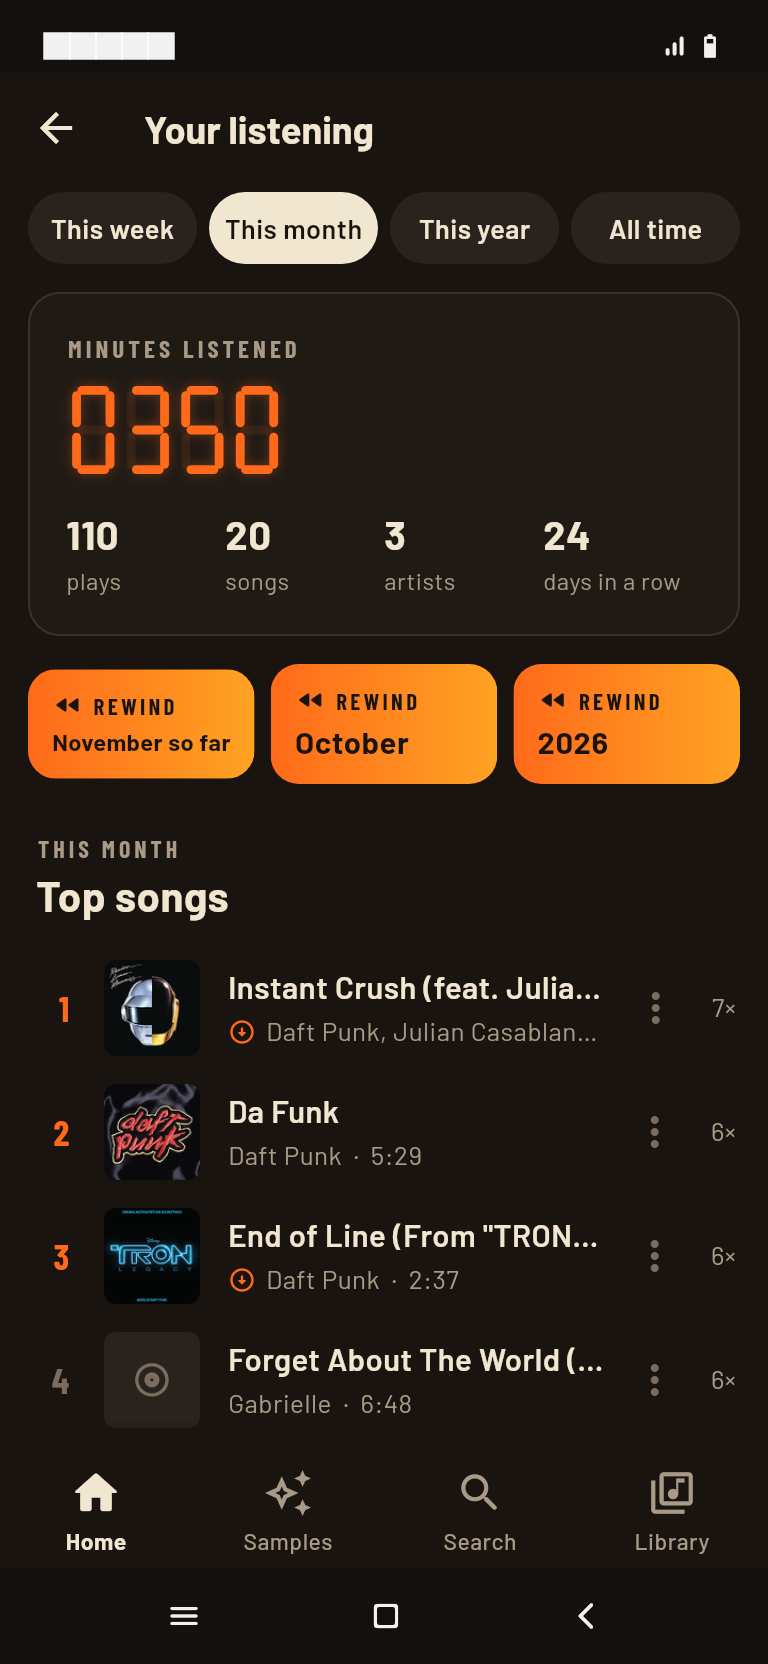 Your listening
This week
This month
This year
All time
MINUTES LISTENED
0350
110
20
3
24
plays
songs
artists
days in a row
REWIND
November so far
REWIND
October
REWIND
2026
THIS MONTH
Top songs
1
Instant Crush (feat. Julia...
7×
Daft Punk, Julian Casablan...
2
daft punk
Da Funk
6×
Daft Punk · 5:29
3
TRON
LEGACY
End of Line (From "TRON...
6×
Daft Punk · 2:37
4
Forget About The World (...
6×
Gabrielle · 6:48
Home
Samples
Search
Library